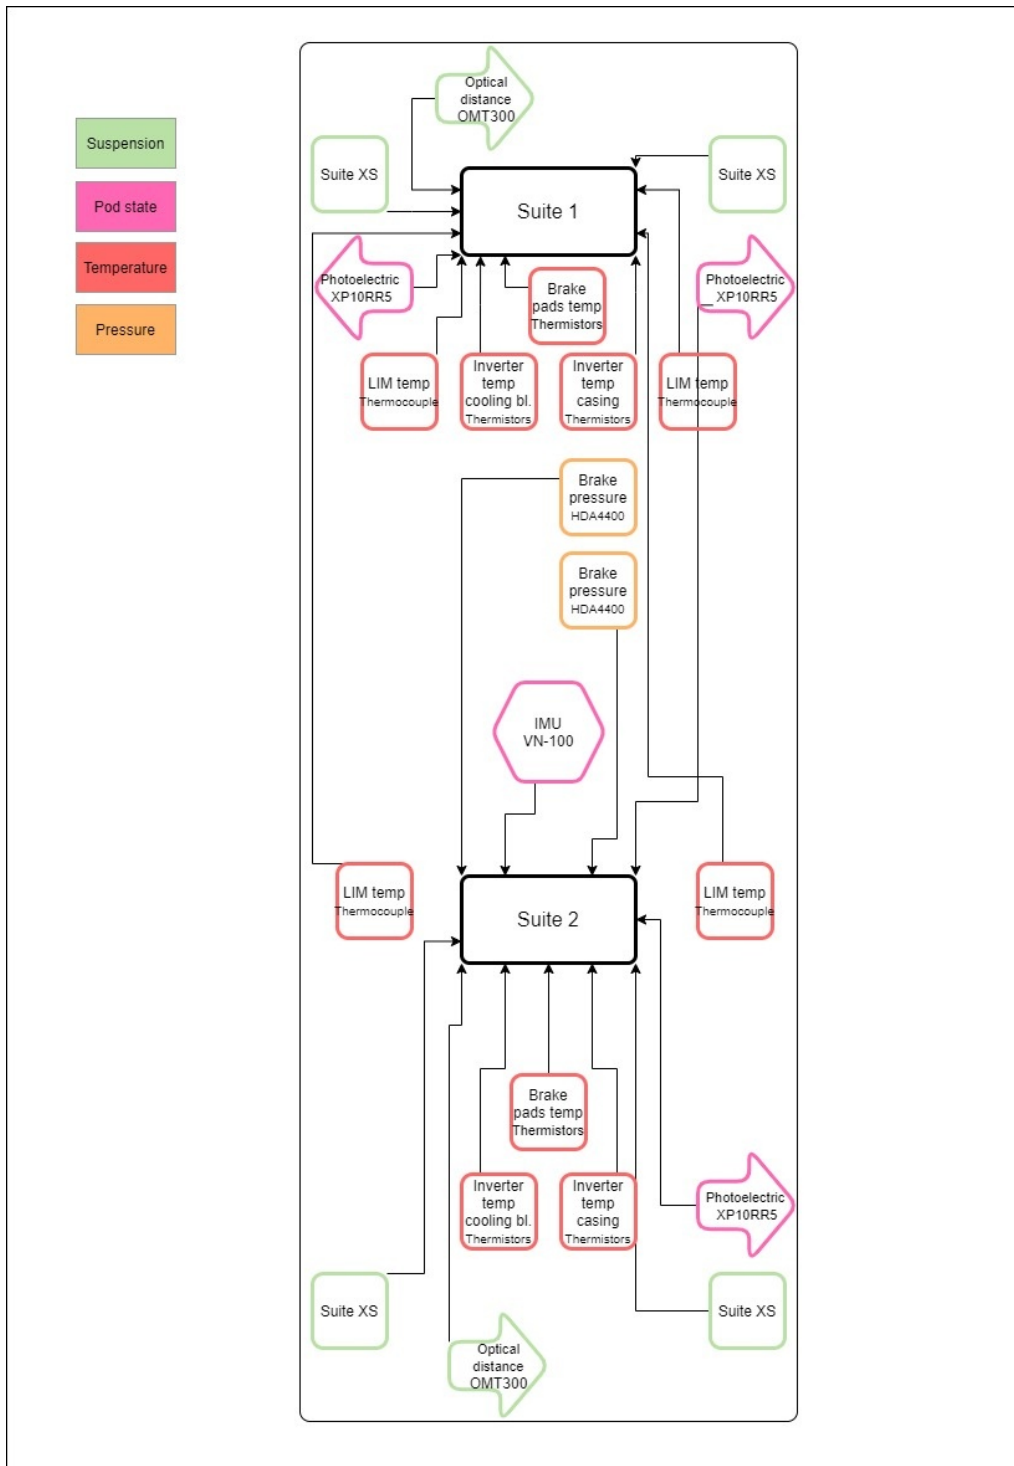 Optical
distance
OMT300
Suspension
Suite XS
Suite XS
Pod state
Suite 1
Temperature
Photoelectric
XP10RR5
Brake
pads temp
Thermistors
Photoelectric
XP10RR5
Pressure
LIM temp
Thermocouple
Inverter
temp
cooling bl.
Thermistors
Inverter
temp
casing
Thermistors
LIM temp
Thermocouple
Brake
pressure
HDA4400
Brake
pressure
HDA4400
IMU
VN-100
LIM temp
Thermocouple
Suite 2
LIM temp
Thermocouple
Brake
pads temp
Thermistors
Inverter
temp
cooling bl.
Thermistors
Inverter
temp
casing
Thermistors
Photoelectric
XP10RR5
Suite XS
Suite XS
Optical
distance
OMT300